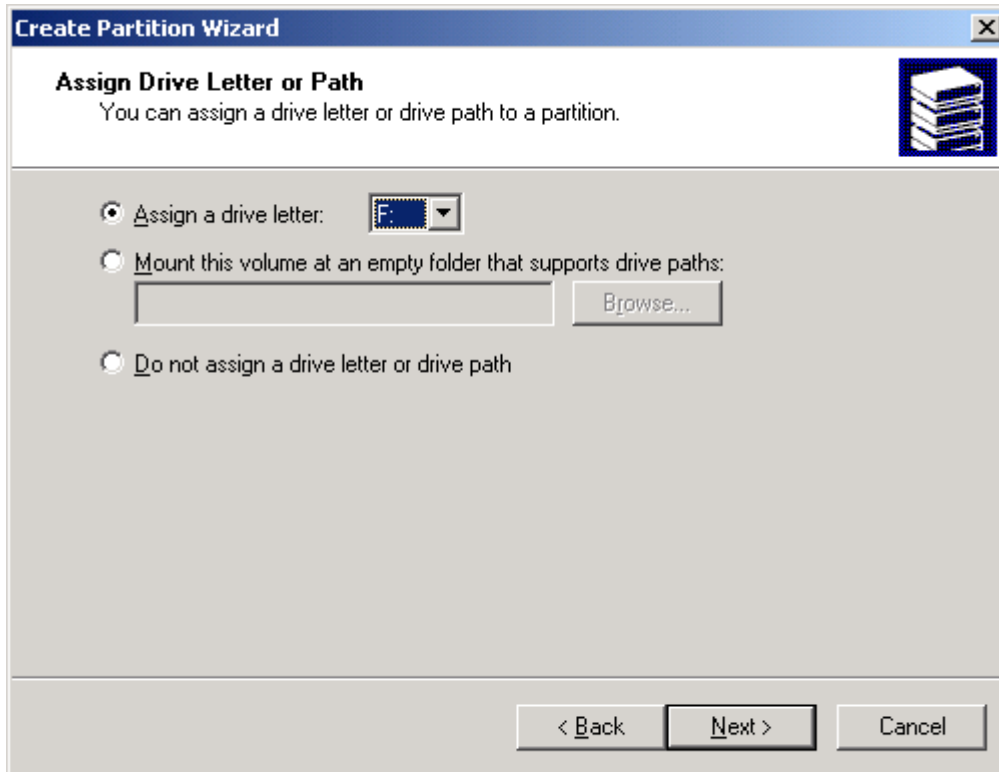 Create Partition Wizard
Assign Drive Letter or Path
You can assign a drive letter or drive path to a partition.
Assign a drive letter: F:
Mount this volume at an empty folder that supports drive paths:
Browse...
Do not assign a drive letter or drive path
< Back Next > Cancel